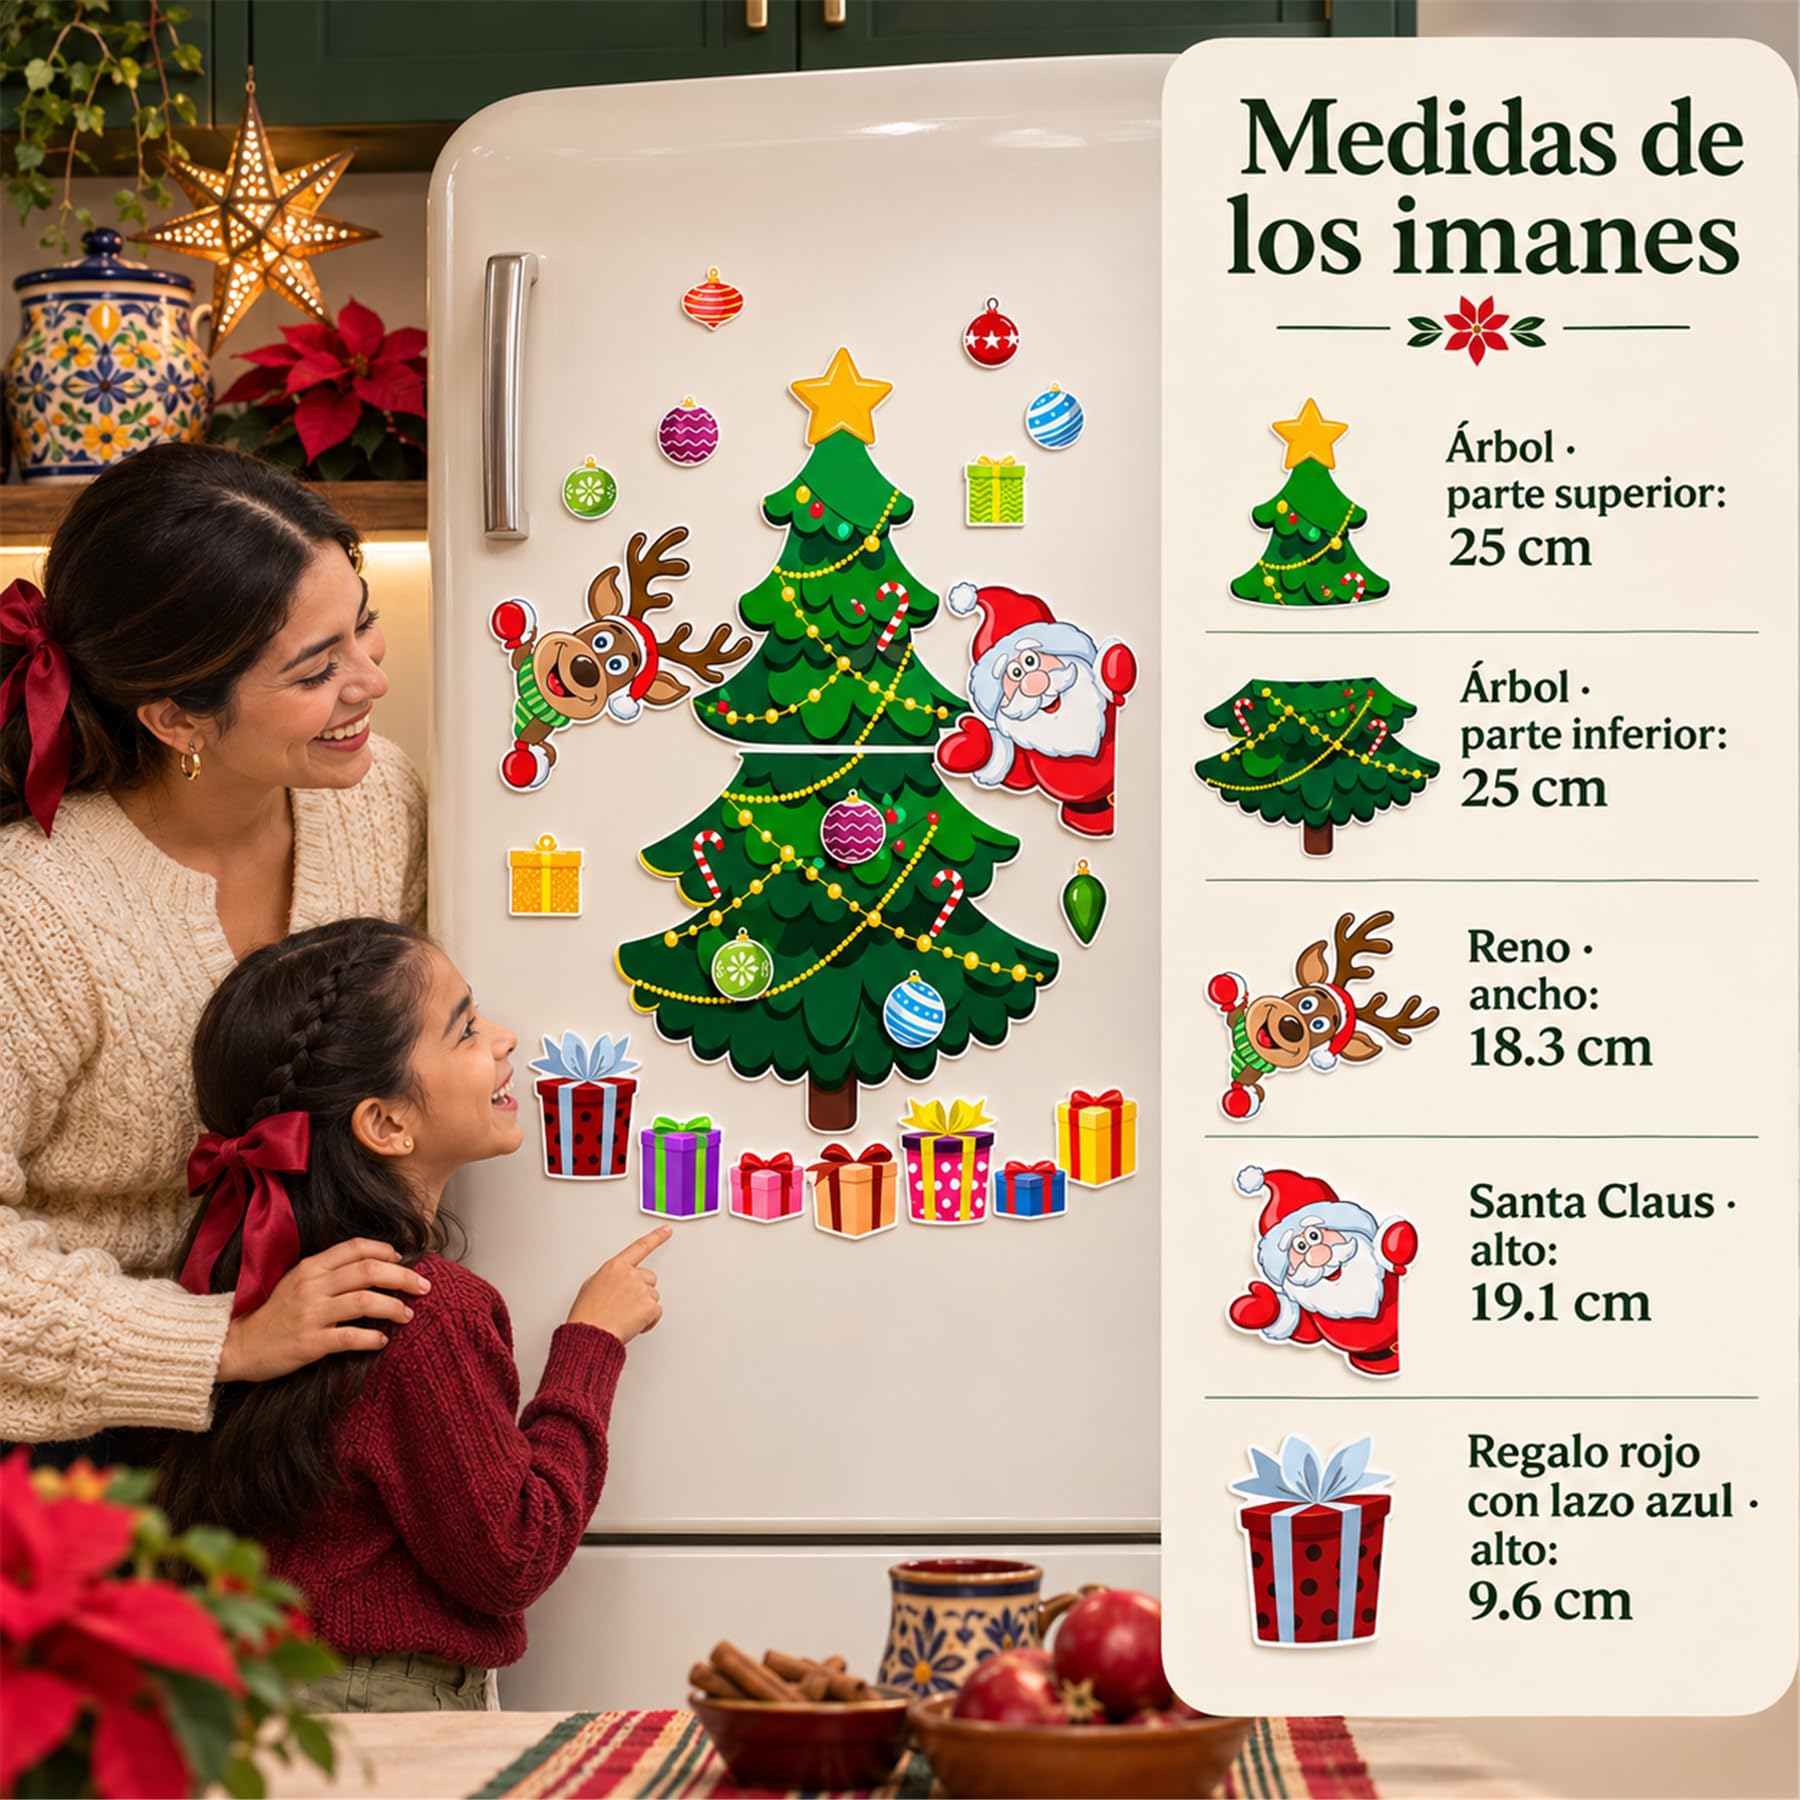 Medidas de
los imanes
Árbol ·
parte superior:
25 cm
Árbol ·
parte inferior:
25 cm
Reno ·
ancho:
18.3 cm
Santa Claus ·
alto:
19.1 cm
Regalo rojo
con lazo azul ·
alto:
9.6 cm